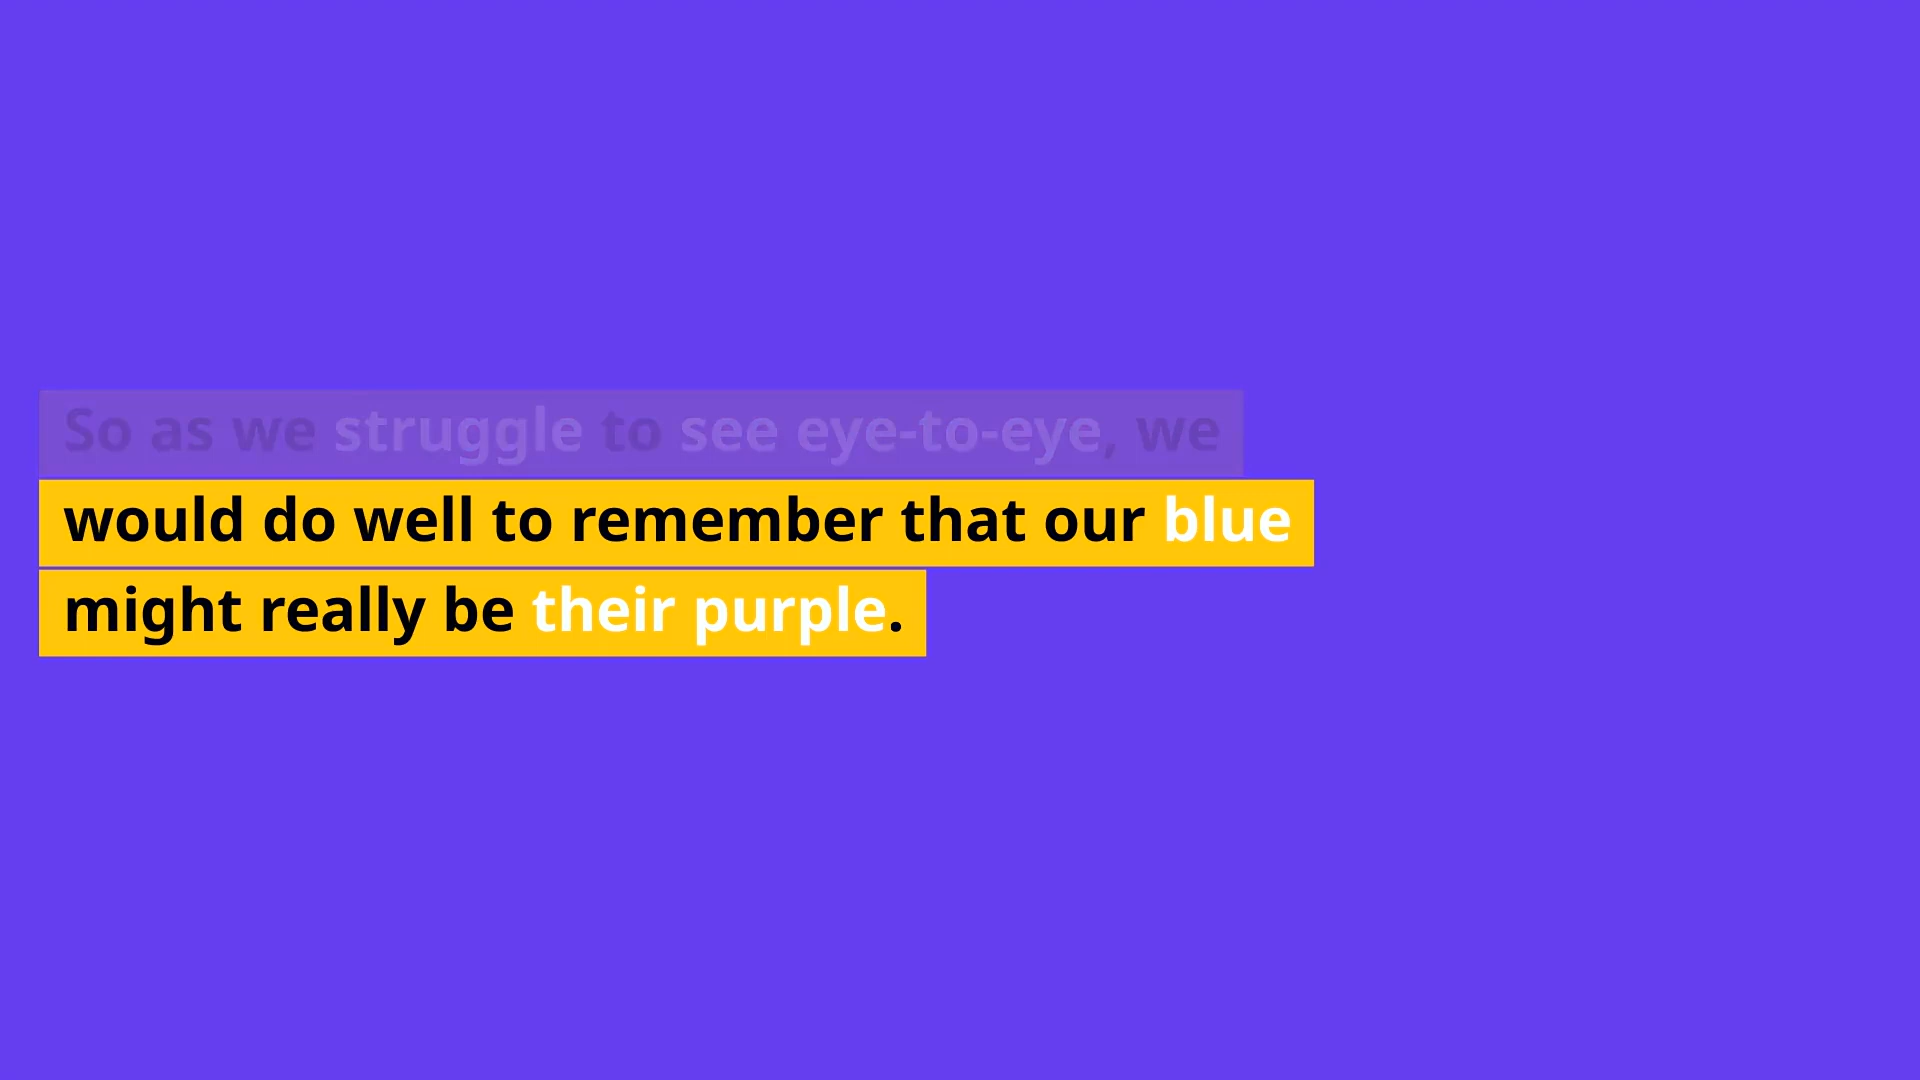 So as we struggle to see eye-to-eye, we
would do well to remember that our blue
might really be their purple.